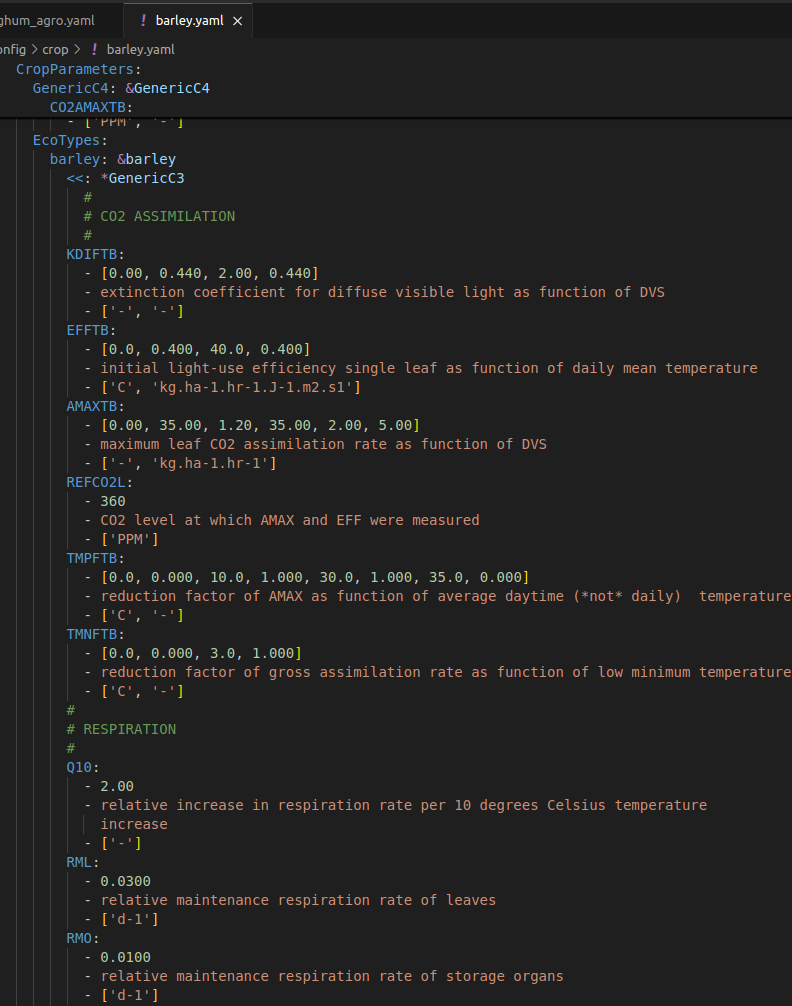 ghum_agro.yaml ! barley.yaml ×
onfig > crop > ! barley.yaml
CropParameters:
GenericC4: &GenericC4
CO2AMAXTB:
- ['PPM', '-']
EcoTypes:
barley: &barley
<<: *GenericC3
#
# CO2 ASSIMILATION
#
KDIFTB:
- [0.00, 0.440, 2.00, 0.440]
- extinction coefficient for diffuse visible light as function of DVS
- ['-', '-']
EFFTB:
- [0.0, 0.400, 40.0, 0.400]
- initial light-use efficiency single leaf as function of daily mean temperature
- ['C', 'kg.ha-1.hr-1.J-1.m2.s1']
AMAXTB:
- [0.00, 35.00, 1.20, 35.00, 2.00, 5.00]
- maximum leaf CO2 assimilation rate as function of DVS
- ['-', 'kg.ha-1.hr-1']
REFCO2L:
- 360
- CO2 level at which AMAX and EFF were measured
- ['PPM']
TMPFTB:
- [0.0, 0.000, 10.0, 1.000, 30.0, 1.000, 35.0, 0.000]
- reduction factor of AMAX as function of average daytime (*not* daily)  temperature
- ['C', '-']
TMNFTB:
- [0.0, 0.000, 3.0, 1.000]
- reduction factor of gross assimilation rate as function of low minimum temperature
- ['C', '-']
#
# RESPIRATION
#
Q10:
- 2.00
- relative increase in respiration rate per 10 degrees Celsius temperature
increase
- ['-']
RML:
- 0.0300
- relative maintenance respiration rate of leaves
- ['d-1']
RMO:
- 0.0100
- relative maintenance respiration rate of storage organs
- ['d-1']